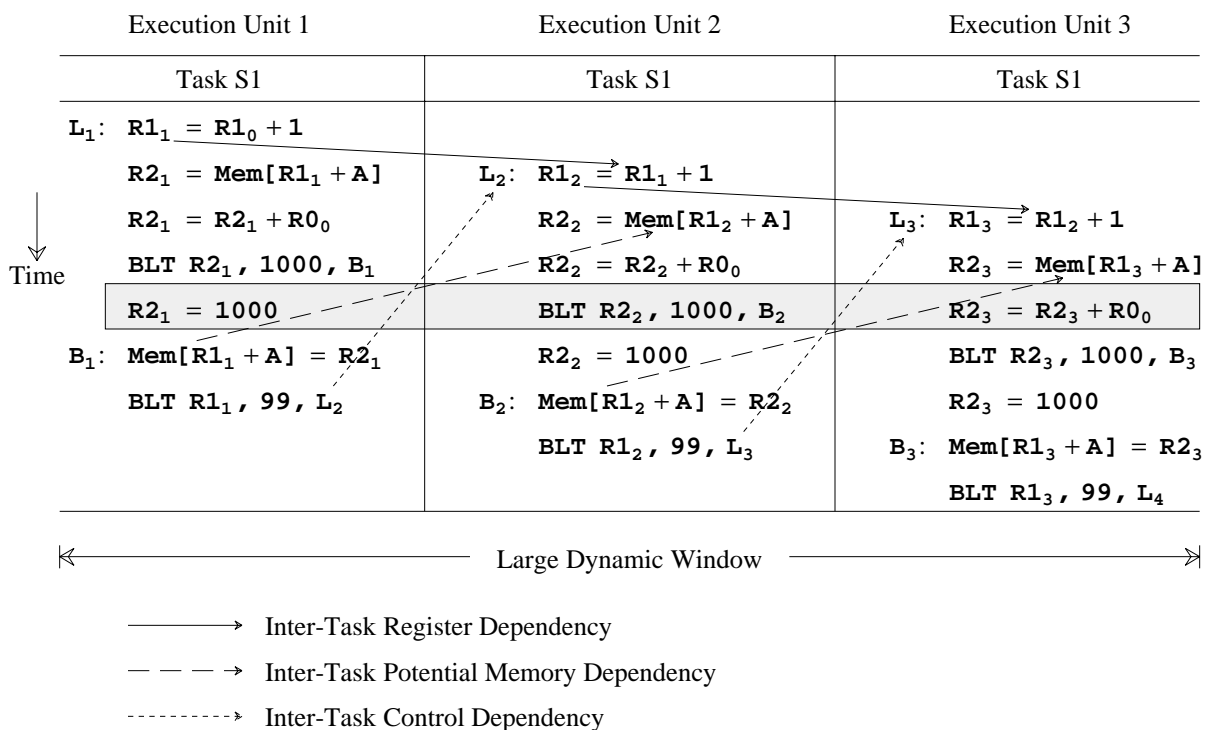 Execution Unit 1 Execution Unit 2 Execution Unit 3
Task S1 Task S1 Task S1
L₁: R1₁ = R1₀ + 1
R2₁ = Mem[R1₁ + A] L₂: R1₂ = R1₁ + 1
R2₁ = R2₁ + R0₀ R2₂ = Mem[R1₂ + A] L₃: R1₃ = R1₂ + 1
Time BLT R2₁, 1000, B₁ R2₂ = R2₂ + R0₀ R2₃ = Mem[R1₃ + A]
R2₁ = 1000 BLT R2₂, 1000, B₂ R2₃ = R2₃ + R0₀
B₁: Mem[R1₁ + A] = R2₁ R2₂ = 1000 BLT R2₃, 1000, B₃
BLT R1₁, 99, L₂ B₂: Mem[R1₂ + A] = R2₂ R2₃ = 1000
BLT R1₂, 99, L₃ B₃: Mem[R1₃ + A] = R2₃
BLT R1₃, 99, L₄
Large Dynamic Window
Inter-Task Register Dependency
Inter-Task Potential Memory Dependency
Inter-Task Control Dependency